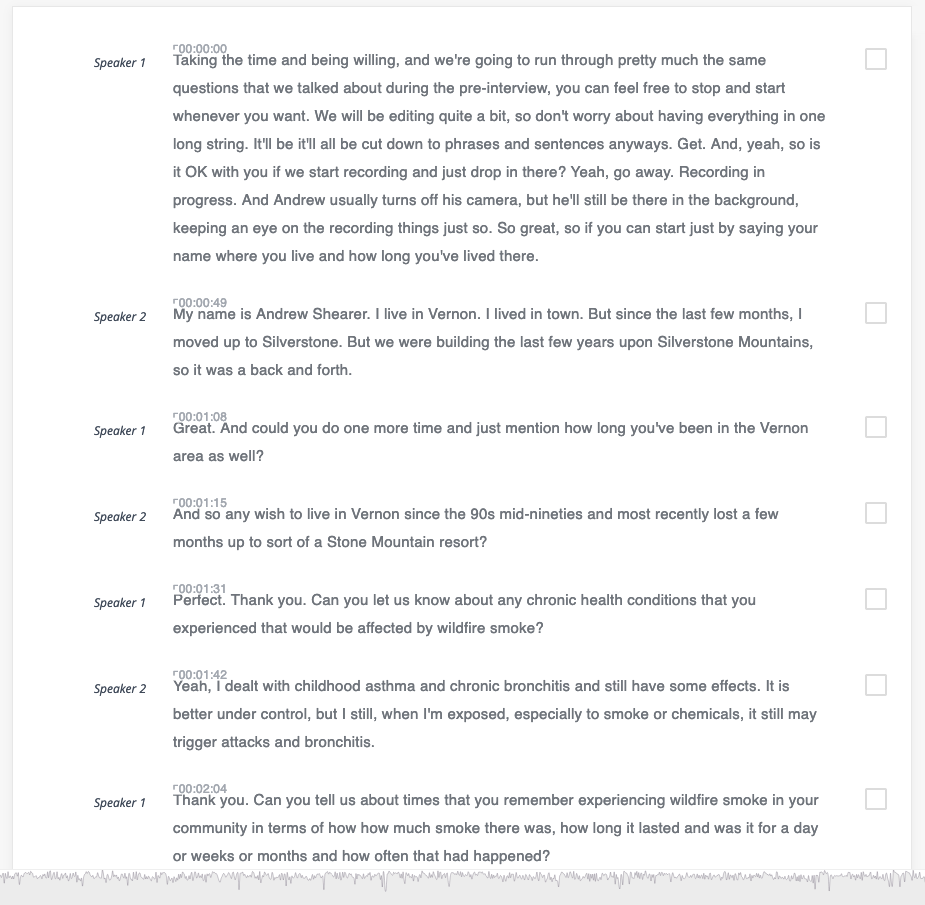 00:00:00
Speaker 1
Taking the time and being willing, and we're going to run through pretty much the same
questions that we talked about during the pre-interview, you can feel free to stop and start
whenever you want. We will be editing quite a bit, so don't worry about having everything in one
long string. It'll be it'll all be cut down to phrases and sentences anyways. Get. And, yeah, so is
it OK with you if we start recording and just drop in there? Yeah, go away. Recording in
progress. And Andrew usually turns off his camera, but he'll still be there in the background,
keeping an eye on the recording things just so. So great, so if you can start just by saying your
name where you live and how long you've lived there.
00:00:49
Speaker 2
My name is Andrew Shearer. I live in Vernon. I lived in town. But since the last few months, I
moved up to Silverstone. But we were building the last few years upon Silverstone Mountains,
so it was a back and forth.
00:01:08
Speaker 1
Great. And could you do one more time and just mention how long you've been in the Vernon
area as well?
00:01:15
Speaker 2
And so any wish to live in Vernon since the 90s mid-nineties and most recently lost a few
months up to sort of a Stone Mountain resort?
00:01:31
Speaker 1
Perfect. Thank you. Can you let us know about any chronic health conditions that you
experienced that would be affected by wildfire smoke?
00:01:42
Speaker 2
Yeah, I dealt with childhood asthma and chronic bronchitis and still have some effects. It is
better under control, but I still, when I'm exposed, especially to smoke or chemicals, it still may
trigger attacks and bronchitis.
00:02:04
Speaker 1
Thank you. Can you tell us about times that you remember experiencing wildfire smoke in your
community in terms of how how much smoke there was, how long it lasted and was it for a day
or weeks or months and how often that had happened?